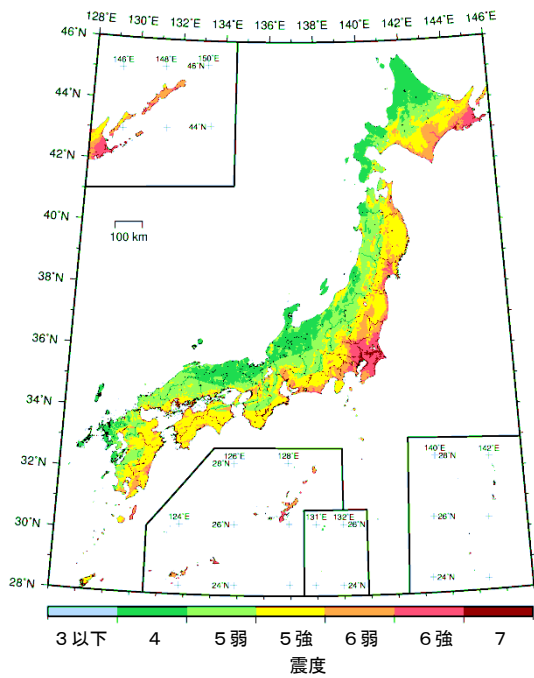 128°E 130°E 132°E 134°E 136°E 138°E 140°E 142°E 144°E 146°E
46°N
146°E 148°E 150°E
46°N
44°N
44°N
42°N
40°N
100 km
38°N
36°N
34°N
32°N
126°E 128°E
28°N
140°E 142°E
28°N
30°N
124°E
26°N
131°E 132°E
26°N
26°N
28°N
24°N
24°N
24°N
3以下 4 5弱 5強 6弱 6強 7
震度